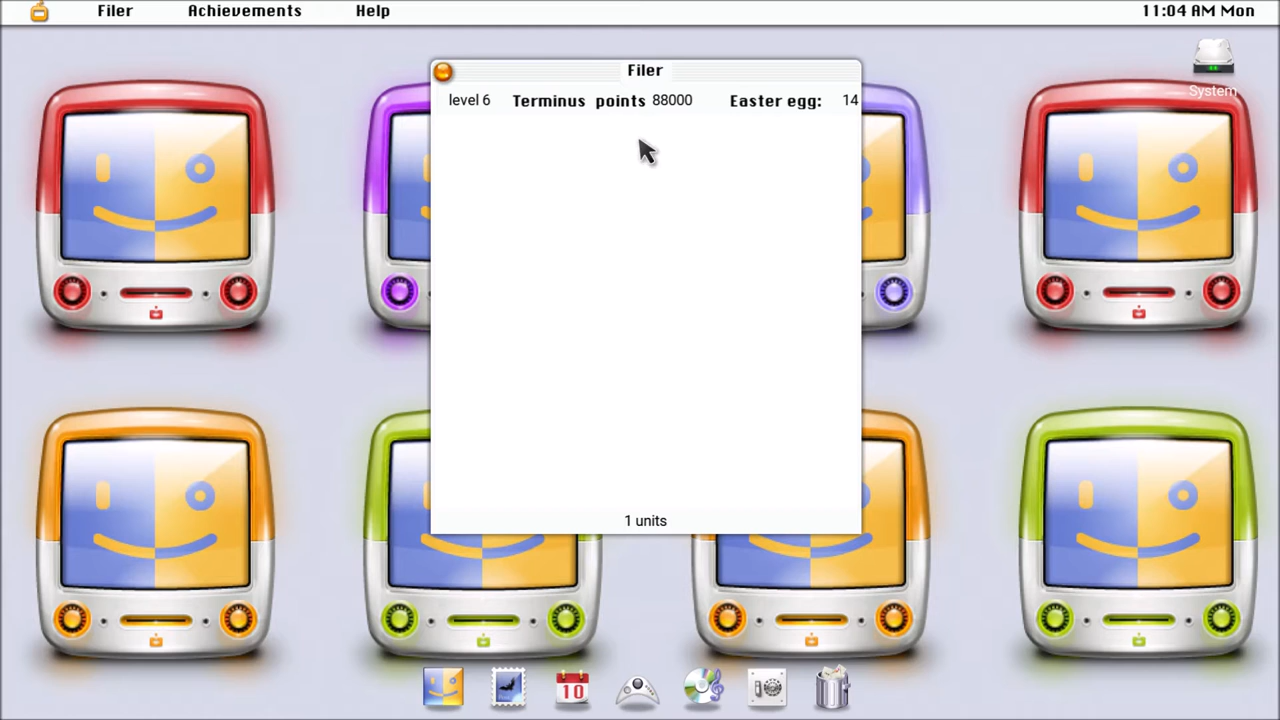 Filer Achievements Help 11:04 AM Mon
System
Filer
level 6 Terminus points 88000 Easter egg: 14
1 units
10